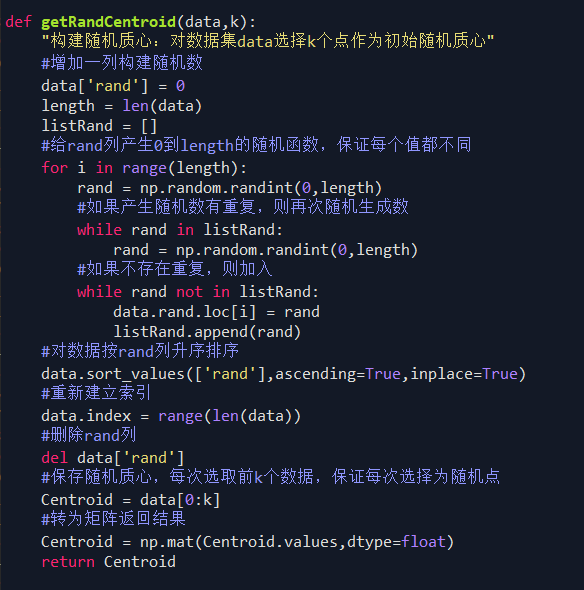 def getRandCentroid(data,k):
    "构建随机质心：对数据集data选择k个点作为初始随机质心"
    #增加一列构建随机数
    data['rand'] = 0
    length = len(data)
    listRand = []
    #给rand列产生0到length的随机函数，保证每个值都不同
    for i in range(length):
        rand = np.random.randint(0,length)
        #如果产生随机数有重复，则再次随机生成数
        while rand in listRand:
            rand = np.random.randint(0,length)
        #如果不存在重复，则加入
        while rand not in listRand:
            data.rand.loc[i] = rand
            listRand.append(rand)
    #对数据按rand列升序排序
    data.sort_values(['rand'],ascending=True,inplace=True)
    #重新建立索引
    data.index = range(len(data))
    #删除rand列
    del data['rand']
    #保存随机质心，每次选取前k个数据，保证每次选择为随机点
    Centroid = data[0:k]
    #转为矩阵返回结果
    Centroid = np.mat(Centroid.values,dtype=float)
    return Centroid